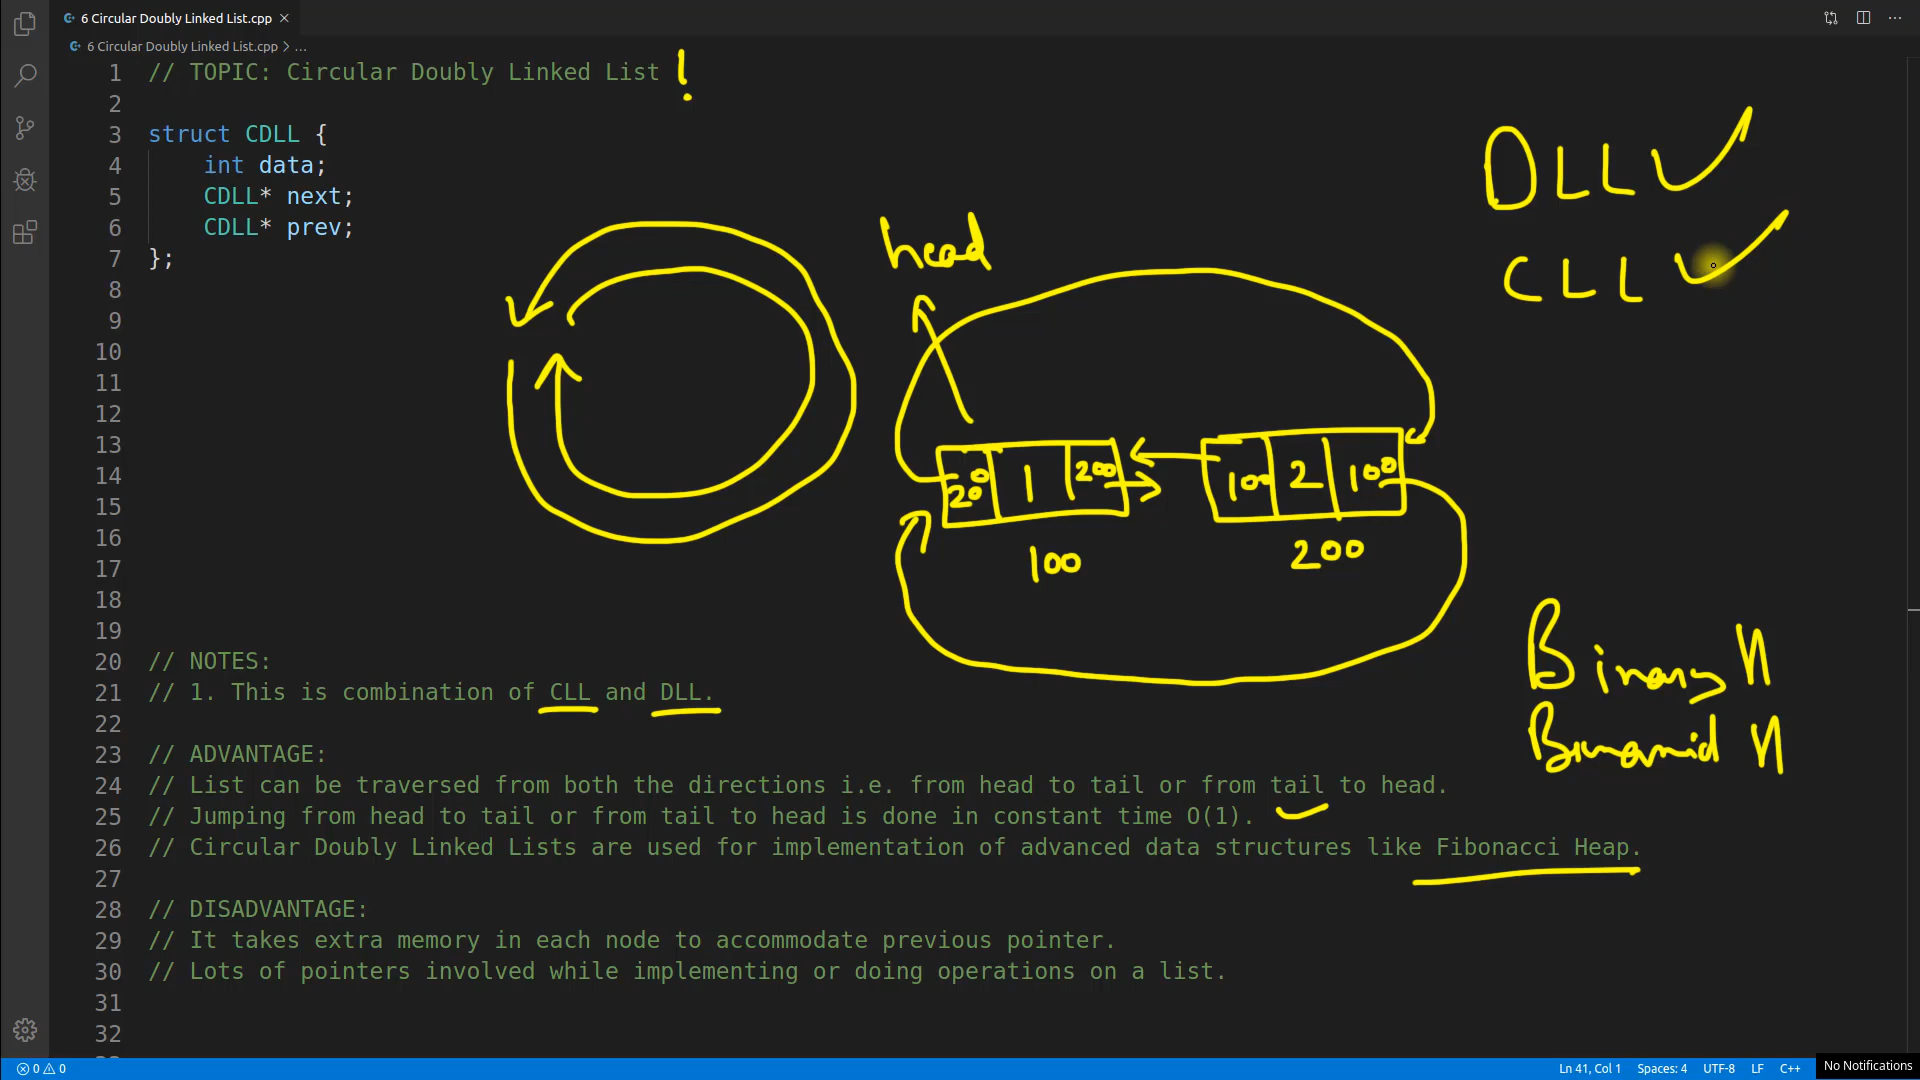 6 Circular Doubly Linked List.cpp
6 Circular Doubly Linked List.cpp > ...
1 // TOPIC: Circular Doubly Linked List !
2
3 struct CDLL {
4 int data;
5 CDLL* next;
6 CDLL* prev;
7 };
8
9
10
11
12
13
14
15
16
17
18
19
20 // NOTES:
21 // 1. This is combination of CLL and DLL.
22
23 // ADVANTAGE:
24 // List can be traversed from both the directions i.e. from head to tail or from tail to head.
25 // Jumping from head to tail or from tail to head is done in constant time O(1).
26 // Circular Doubly Linked Lists are used for implementation of advanced data structures like Fibonacci Heap.
27
28 // DISADVANTAGE:
29 // It takes extra memory in each node to accommodate previous pointer.
30 // Lots of pointers involved while implementing or doing operations on a list.
31
32
DLL
CLL
head
200 1 200
100 2 100
100
200
Binary H
H
0 0
Ln 41, Col 1 Spaces: 4 UTF-8 LF C++
No Notifications